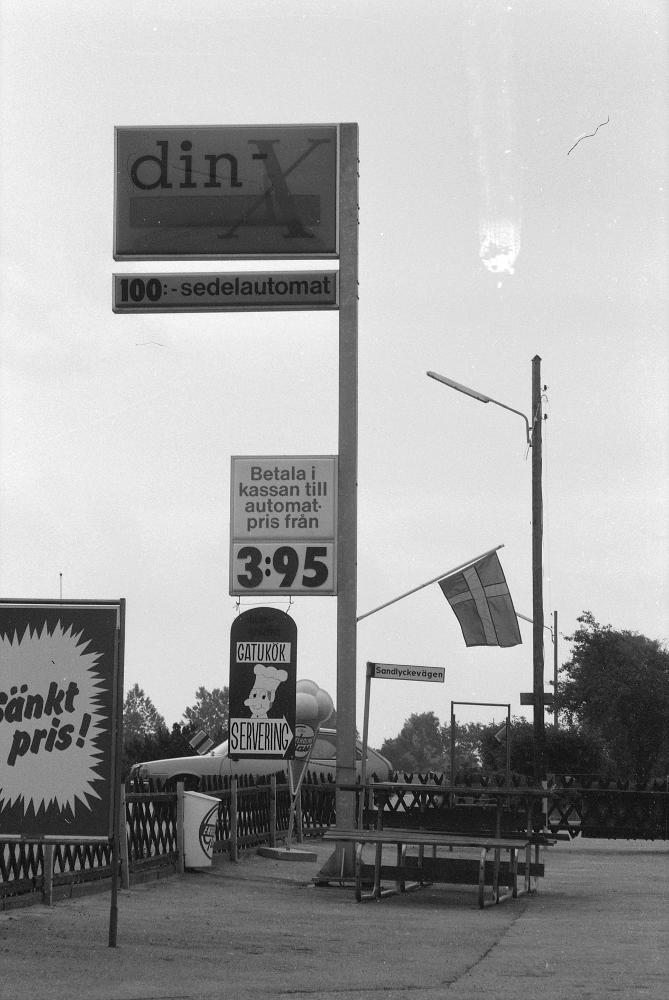 din-X
100:-sedelautomat
Betala i
kassan till
automat-
pris från
3:95
GATUKÖK
SERVERING
Sandlyckevägen
Sänkt
pris!